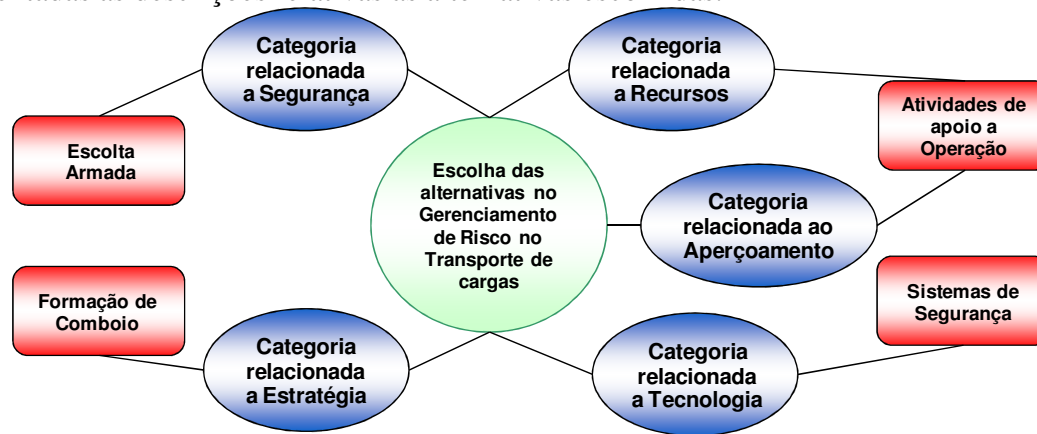 Categoria
relacionada
a Segurança
Categoria
relacionada
a Recursos
Escolta
Armada
Atividades de
apoio a
Operação
Escolha das
alternativas no
Gerenciamento
de Risco no
Transporte de
cargas
Categoria
relacionada ao
Aperçoamento
Formação de
Comboio
Sistemas de
Segurança
Categoria
relacionada
a Estratégia
Categoria
relacionada
a Tecnologia